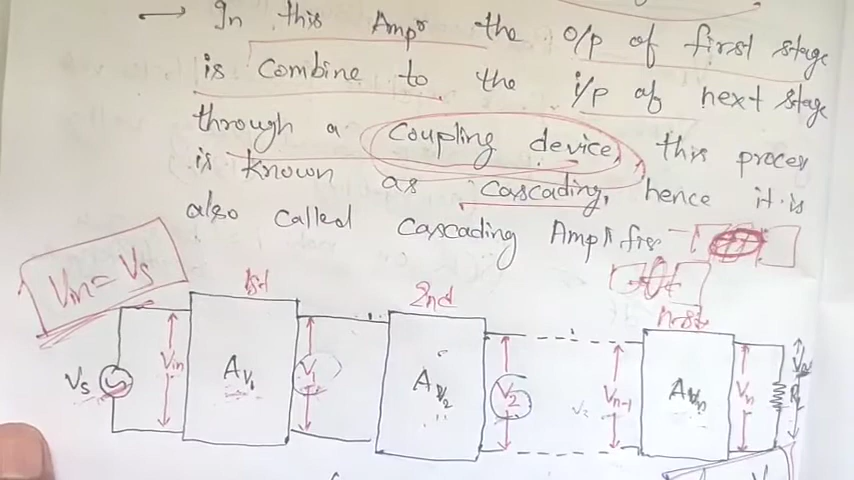 → In this Ampr the o/p of first stage
is combine to the i/p of next stage
through a coupling device, this proces
is known as cascading, hence it is
also called cascading Amplifier
Vin = Vs
1st
2nd
Vs
Vin
AV1
V1
AV2
V2
Vn-1
AVn
Vn